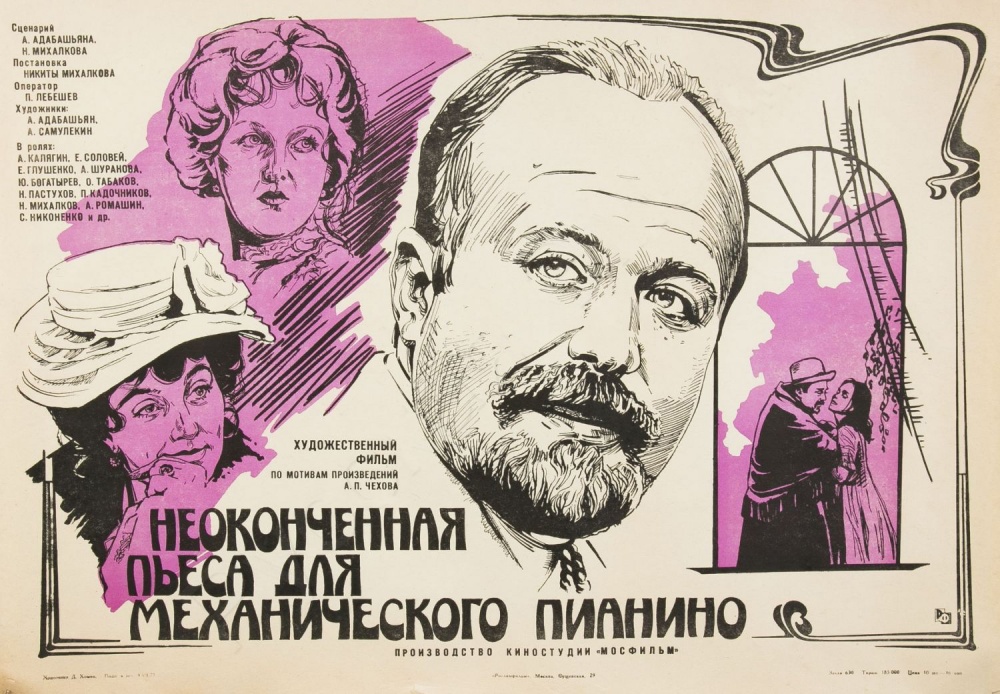 Сценарий
А. АДАБАШЬЯНА,
Н. МИХАЛКОВА
Постановка
НИКИТЫ МИХАЛКОВА
Оператор
П. ЛЕБЕШЕВ
Художники:
А. АДАБАШЬЯН,
А. САМУЛЕКИН
В ролях:
А. КАЛЯГИН, Е. СОЛОВЕЙ,
Е. ГЛУШЕНКО, А. ШУРАНОВА,
Ю. БОГАТЫРЕВ, О. ТАБАКОВ,
Н. ПАСТУХОВ, П. КАДОЧНИКОВ,
Н. МИХАЛКОВ, А. РОМАШИН,
С. НИКОНЕНКО и др.
ХУДОЖЕСТВЕННЫЙ
ФИЛЬМ
ПО МОТИВАМ ПРОИЗВЕДЕНИЙ
А. П. ЧЕХОВА
НЕОКОНЧЕННАЯ
ПЬЕСА ДЛЯ
МЕХАНИЧЕСКОГО ПИАНИНО
ПРОИЗВОДСТВО КИНОСТУДИИ «МОСФИЛЬМ»
РФ
Москва,